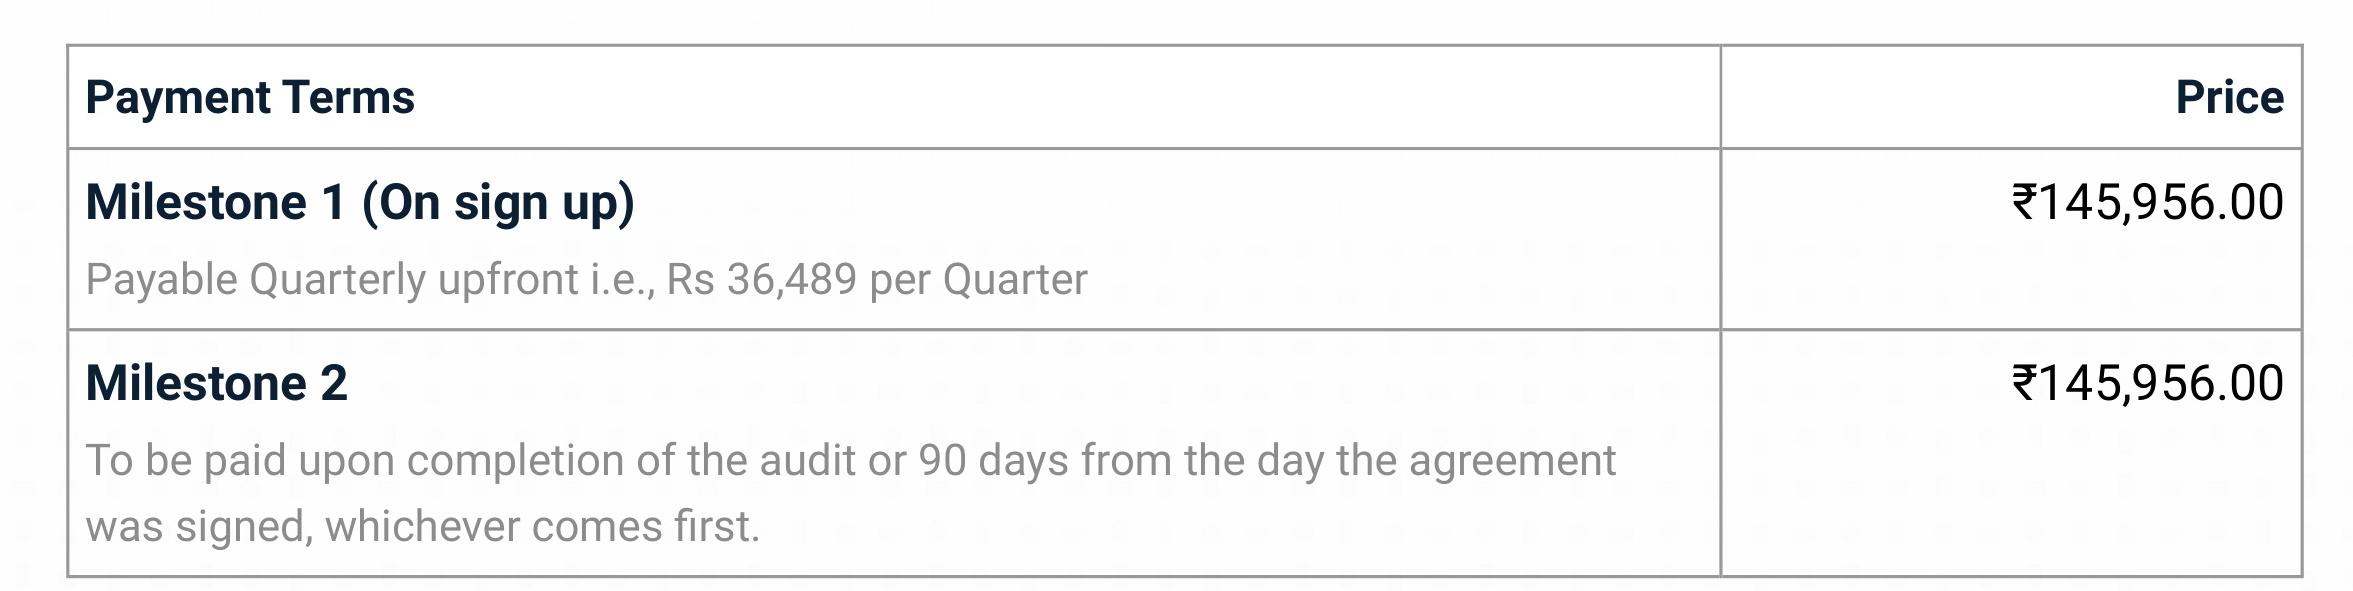 Payment Terms
Price
Milestone 1 (On sign up)
₹145,956.00
Payable Quarterly upfront i.e., Rs 36,489 per Quarter
Milestone 2
₹145,956.00
To be paid upon completion of the audit or 90 days from the day the agreement
was signed, whichever comes first.